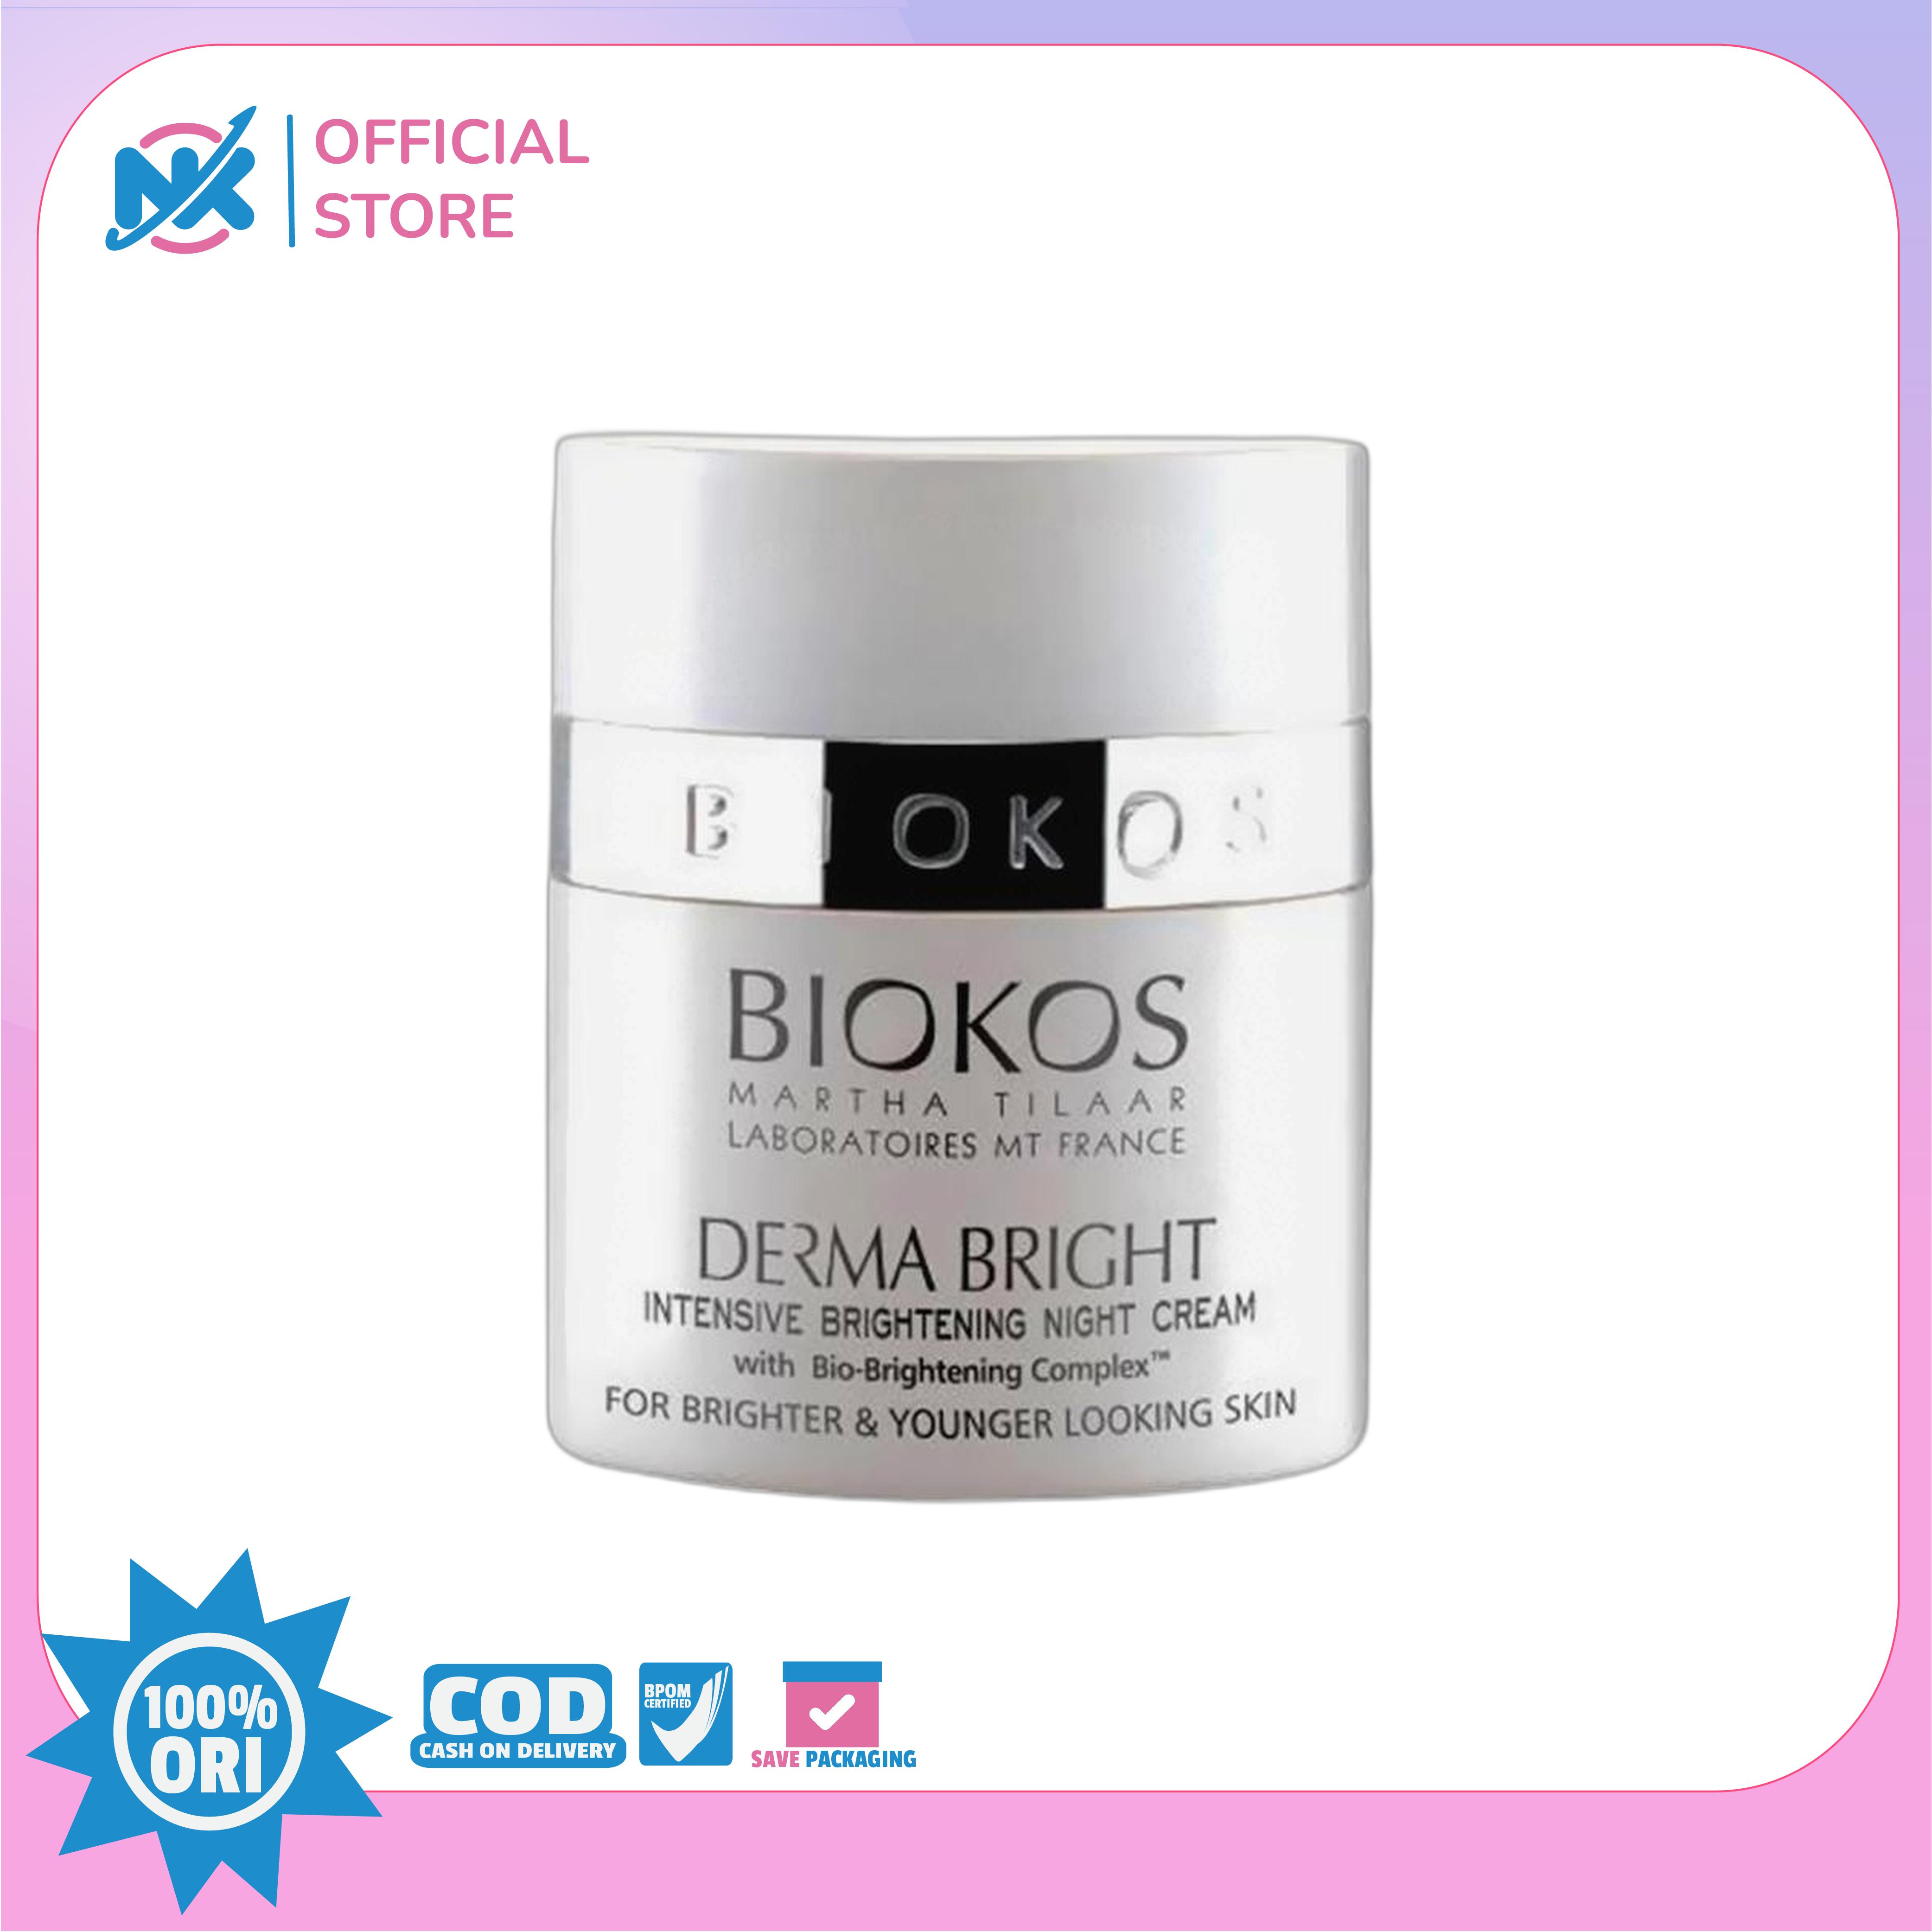 NK
OFFICIAL
STORE
BIOKOS
BIOKOS
MARTHA TILAAR
LABORATOIRES MT FRANCE
DERMA BRIGHT
INTENSIVE BRIGHTENING NIGHT CREAM
with Bio-Brightening Complex™
FOR BRIGHTER & YOUNGER LOOKING SKIN
100%
ORI
COD
CASH ON DELIVERY
BPOM
CERTIFIED
SAVE PACKAGING